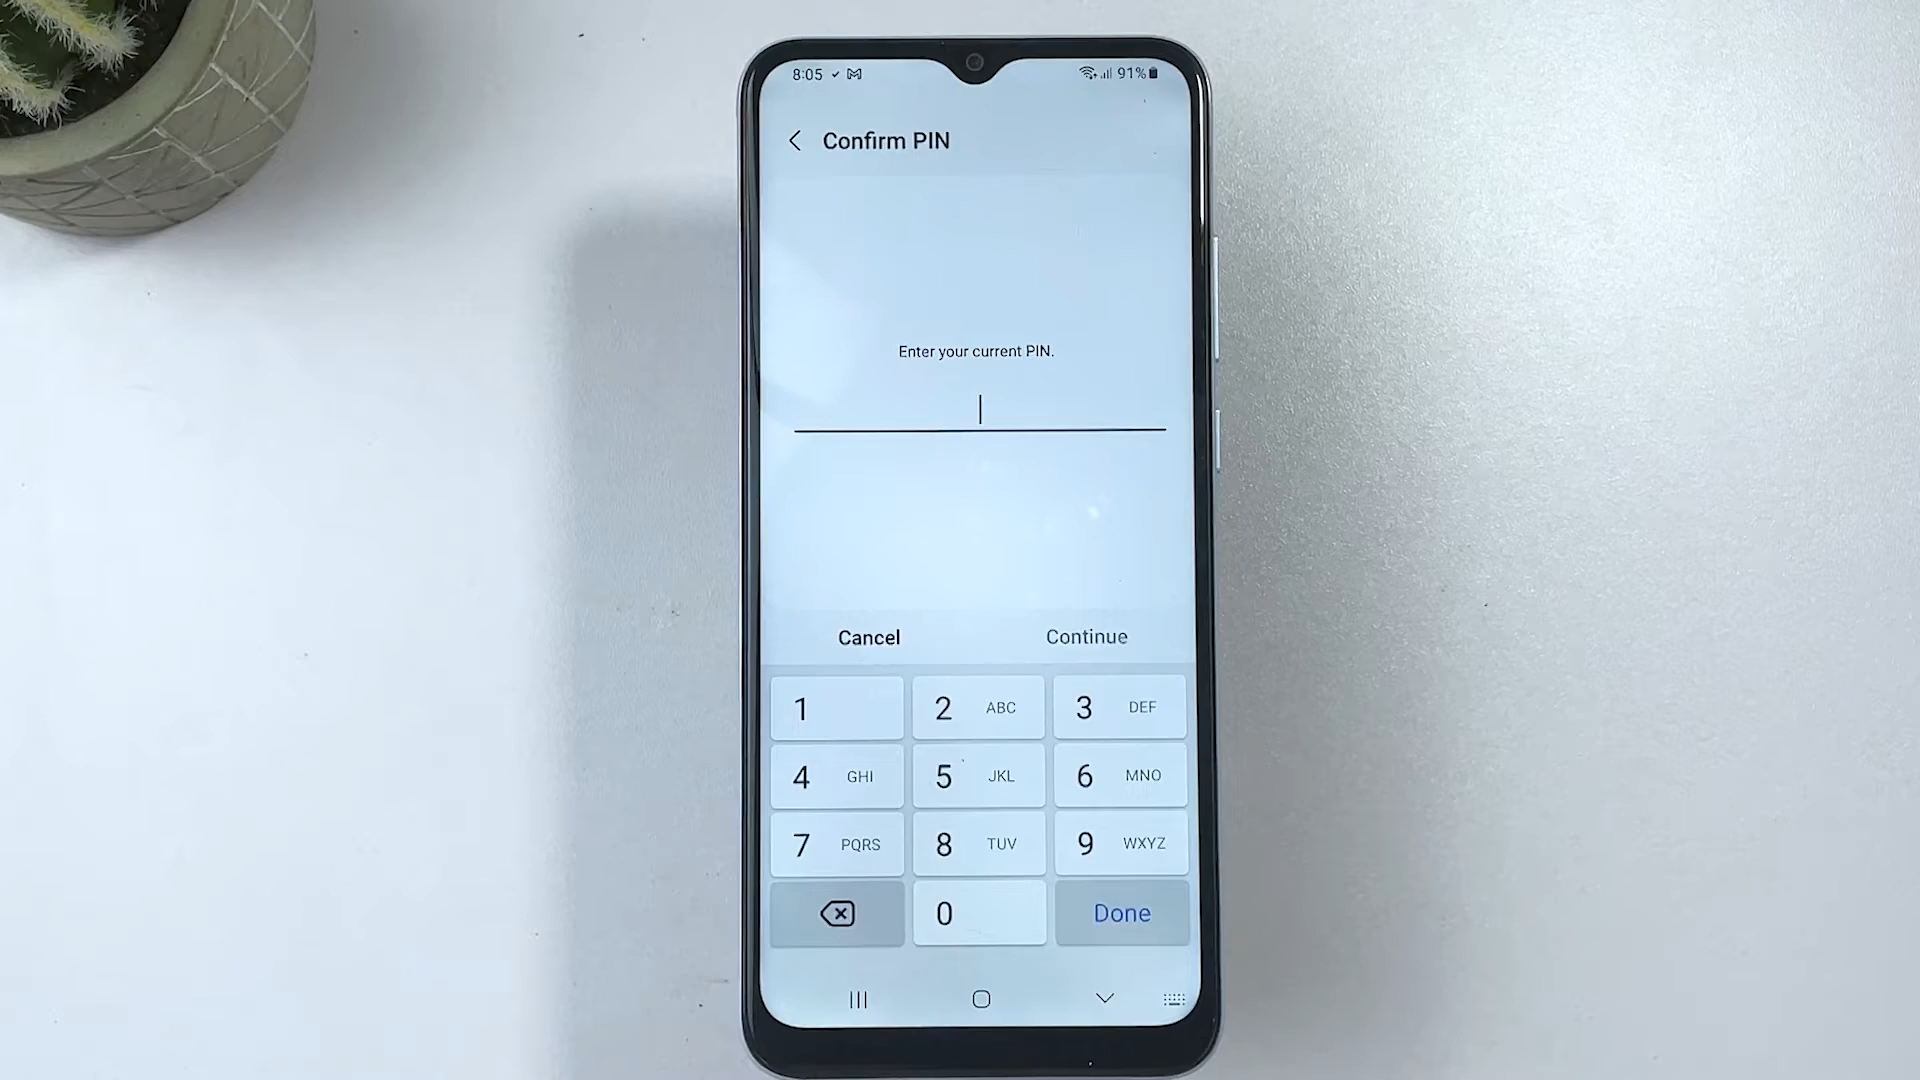 8:05 91%
Confirm PIN
Enter your current PIN.
Cancel Continue
1 2 ABC 3 DEF
4 GHI 5 JKL 6 MNO
7 PQRS 8 TUV 9 WXYZ
0 Done